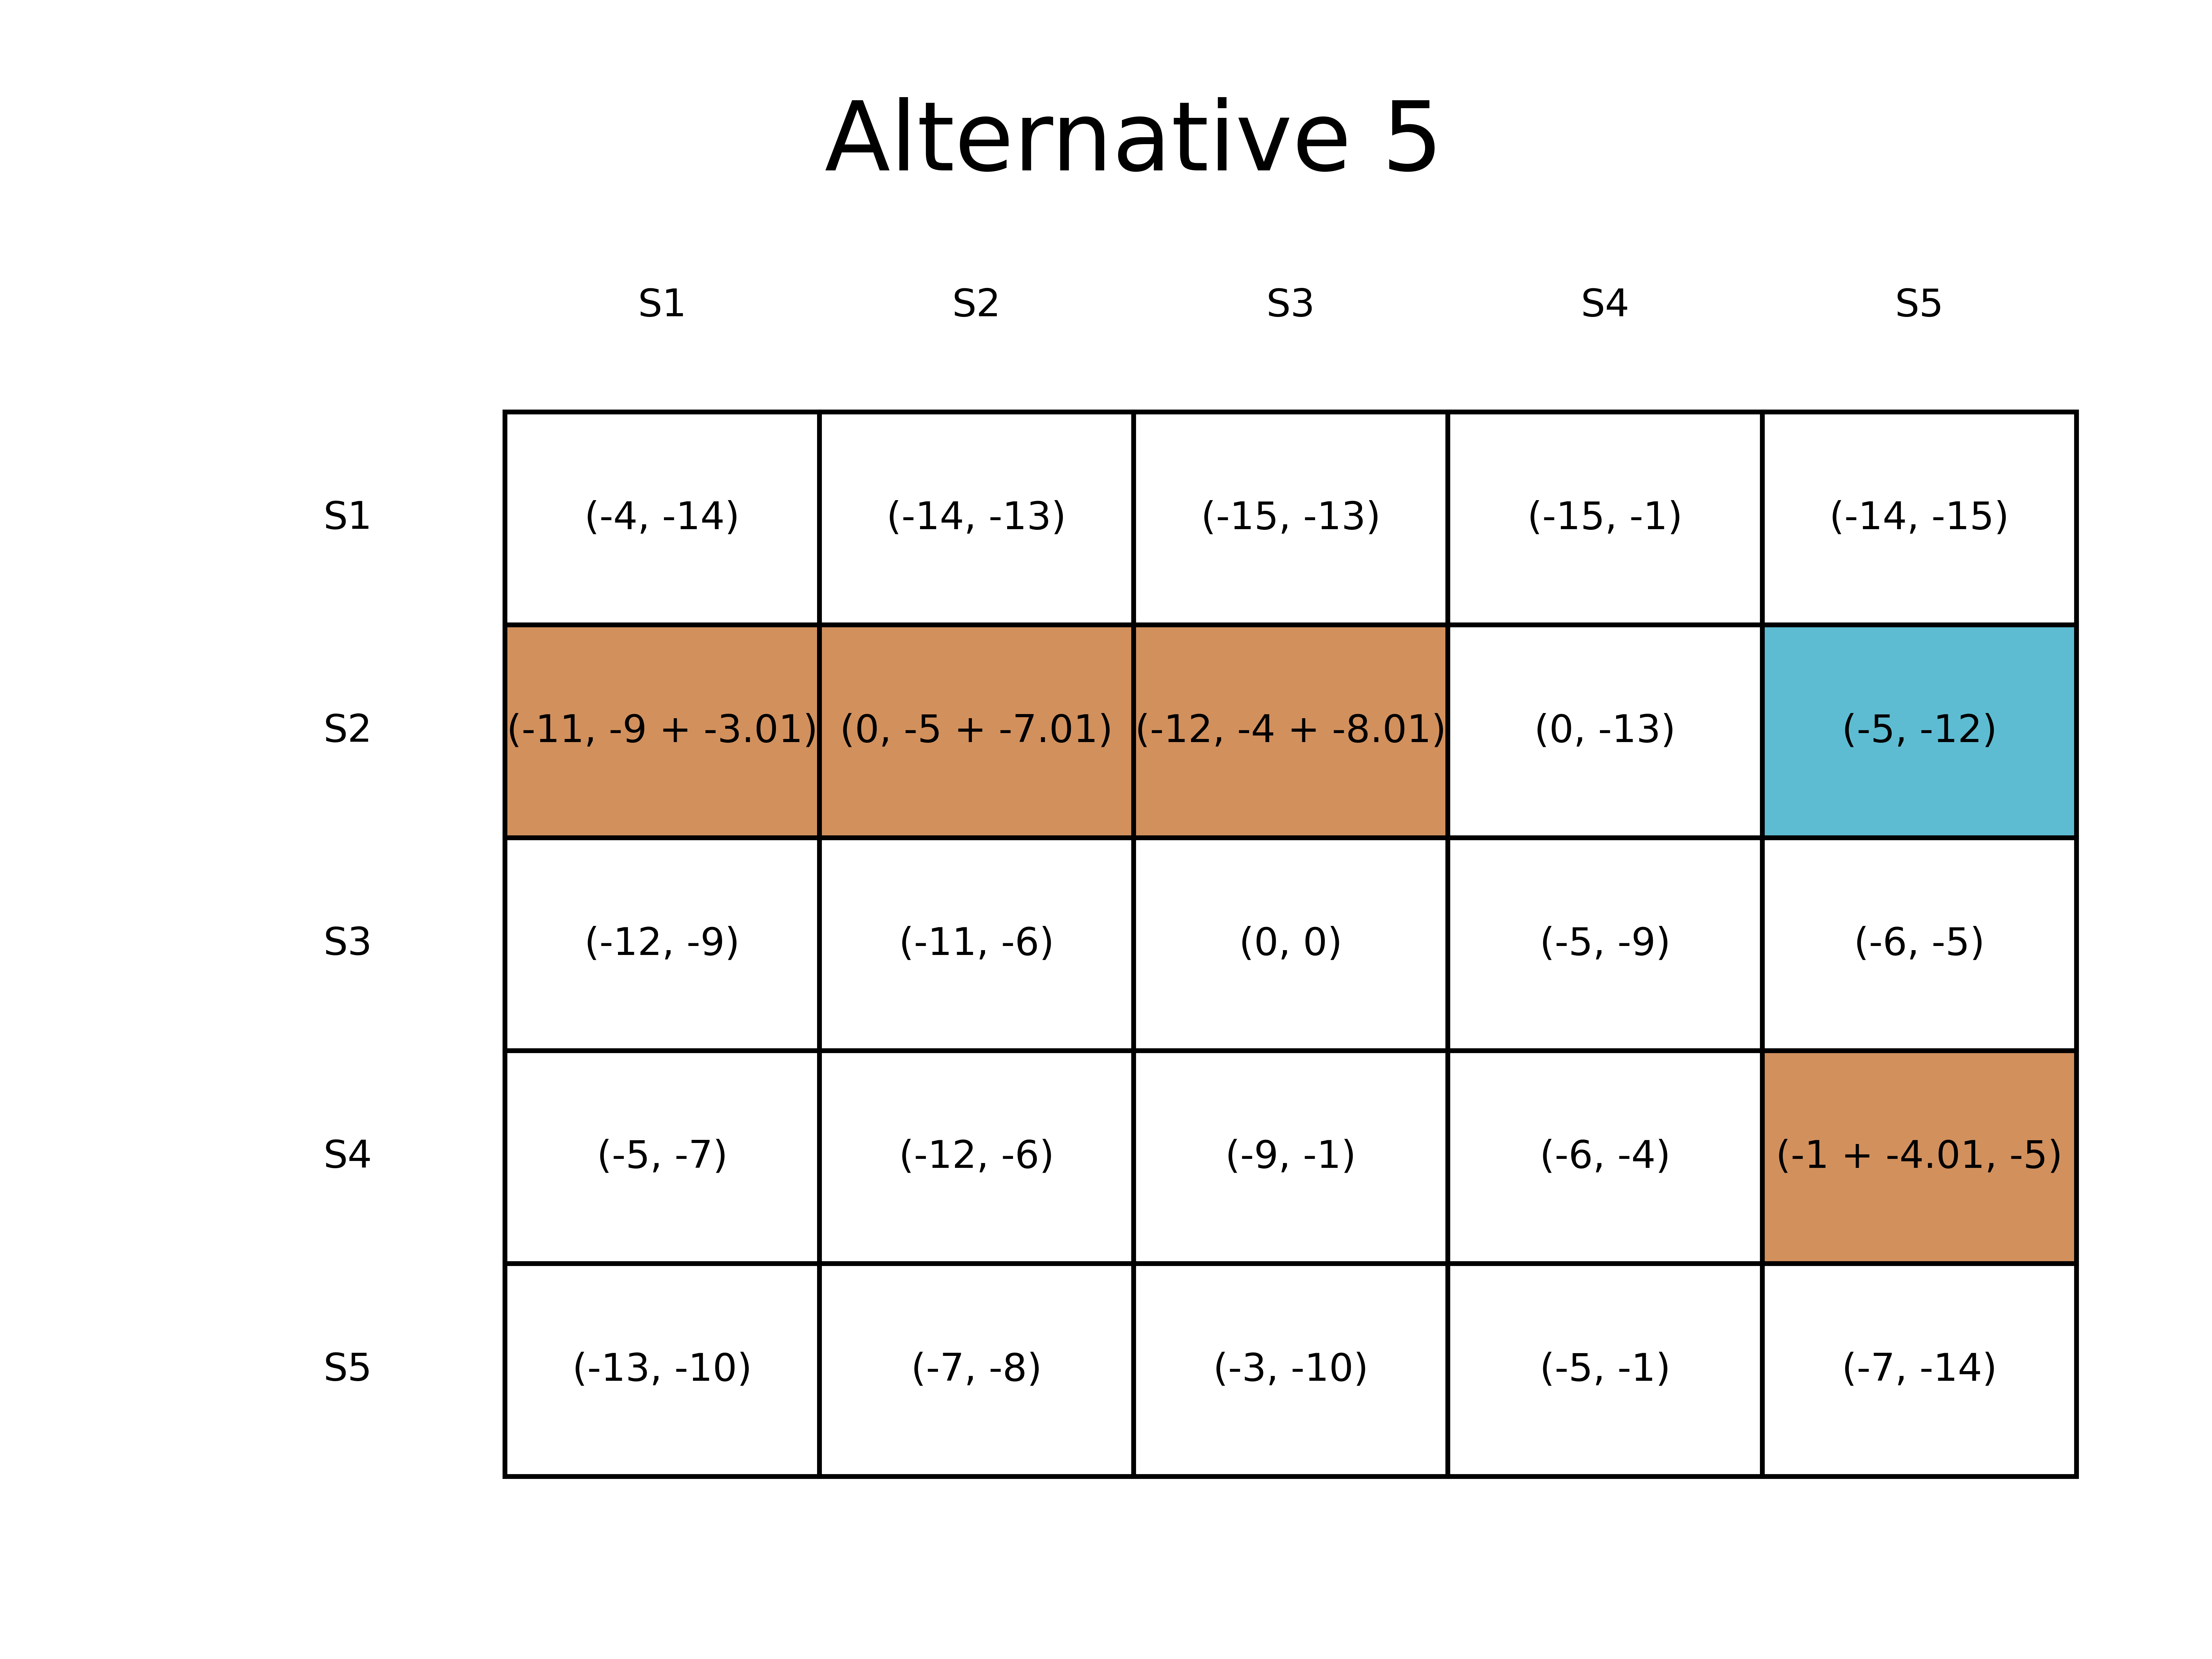 Alternative 5
S1 S2 S3 S4 S5
S1 (-4, -14) (-14, -13) (-15, -13) (-15, -1) (-14, -15)
S2 (-11, -9 + -3.01) (0, -5 + -7.01) (-12, -4 + -8.01) (0, -13) (-5, -12)
S3 (-12, -9) (-11, -6) (0, 0) (-5, -9) (-6, -5)
S4 (-5, -7) (-12, -6) (-9, -1) (-6, -4) (-1 + -4.01, -5)
S5 (-13, -10) (-7, -8) (-3, -10) (-5, -1) (-7, -14)